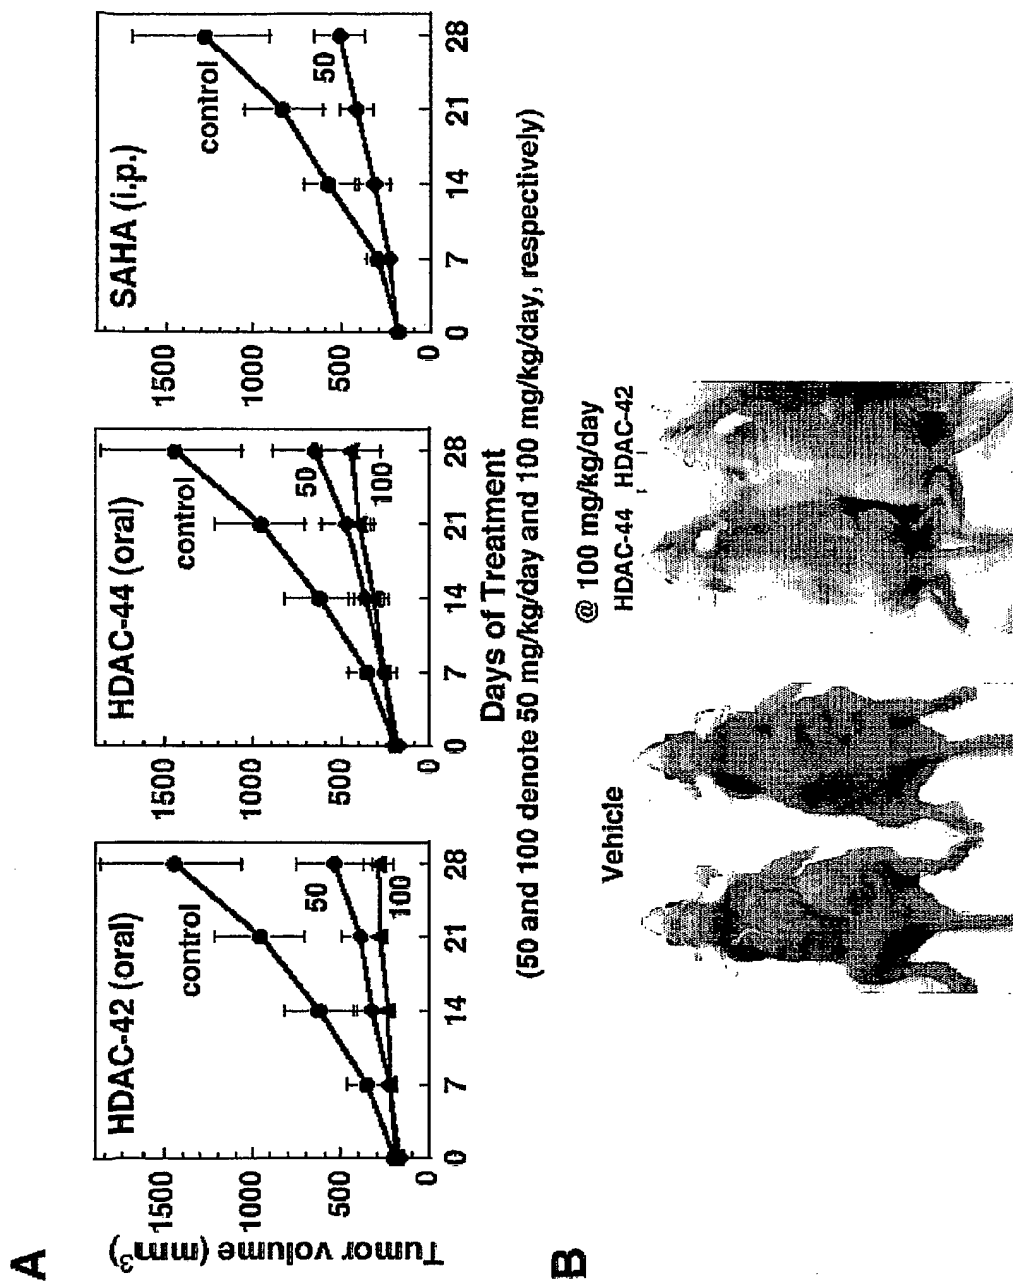 A
HDAC-42 (oral)
HDAC-44 (oral)
SAHA (i.p.)
Tumor volume (mm³)
1500
1000
500
0
control
50
100
0 7 14 21 28
1500
1000
500
0
control
50
100
0 7 14 21 28
1500
1000
500
0
control
50
0 7 14 21 28
Days of Treatment
(50 and 100 denote 50 mg/kg/day and 100 mg/kg/day, respectively)
B
Vehicle
@ 100 mg/kg/day
HDAC-44 HDAC-42